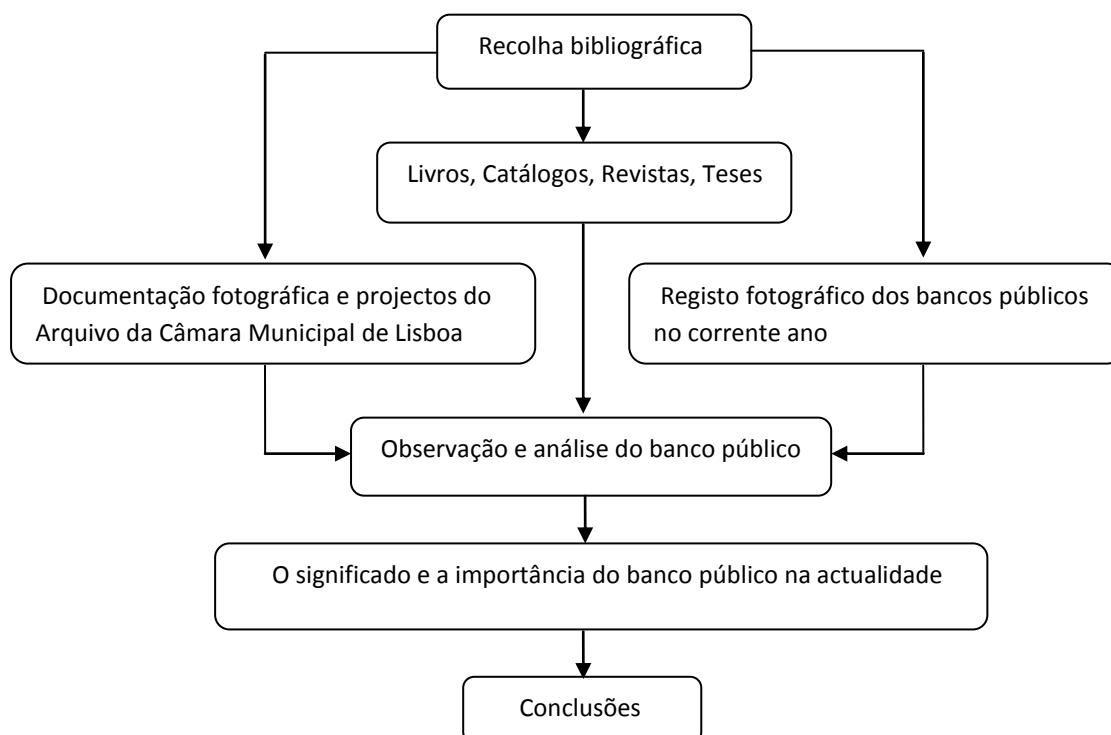 Recolha bibliográfica
Livros, Catálogos, Revistas, Teses
Documentação fotográfica e projectos do
Arquivo da Câmara Municipal de Lisboa
Registo fotográfico dos bancos públicos
no corrente ano
Observação e análise do banco público
O significado e a importância do banco público na actualidade
Conclusões